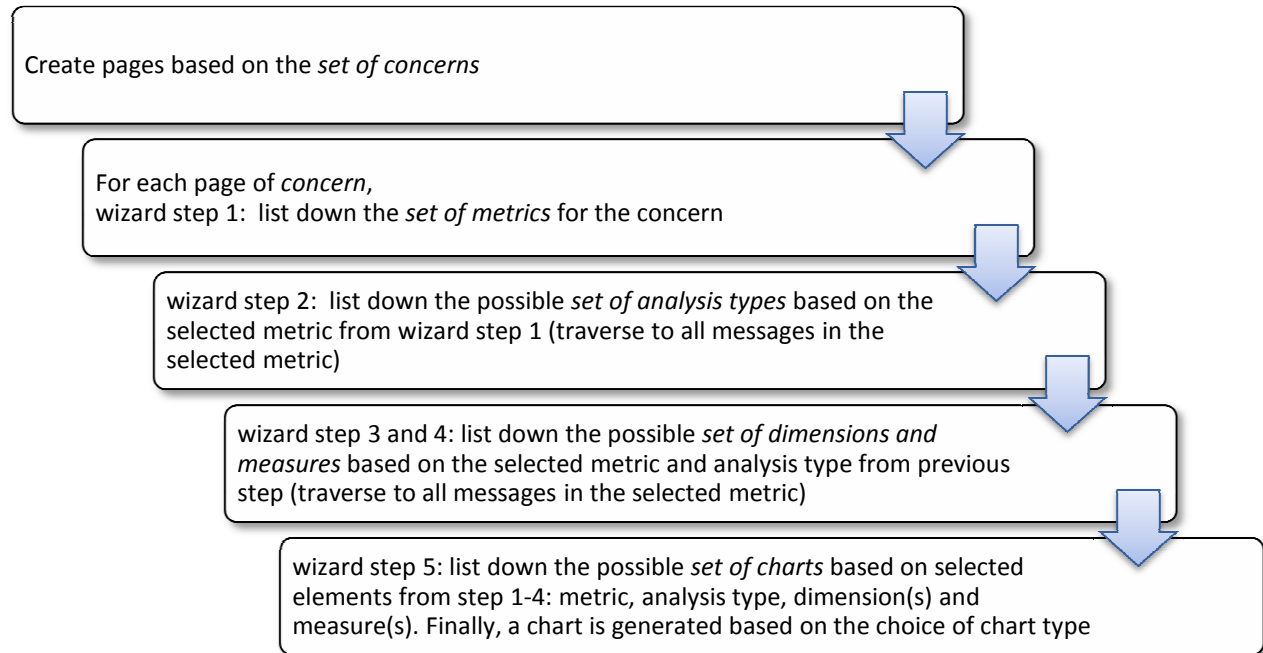 Create pages based on the set of concerns
For each page of concern,
wizard step 1:  list down the set of metrics for the concern
wizard step 2:  list down the possible set of analysis types based on the
selected metric from wizard step 1 (traverse to all messages in the
selected metric)
wizard step 3 and 4: list down the possible set of dimensions and
measures based on the selected metric and analysis type from previous
step (traverse to all messages in the selected metric)
wizard step 5: list down the possible set of charts based on selected
elements from step 1-4: metric, analysis type, dimension(s) and
measure(s). Finally, a chart is generated based on the choice of chart type